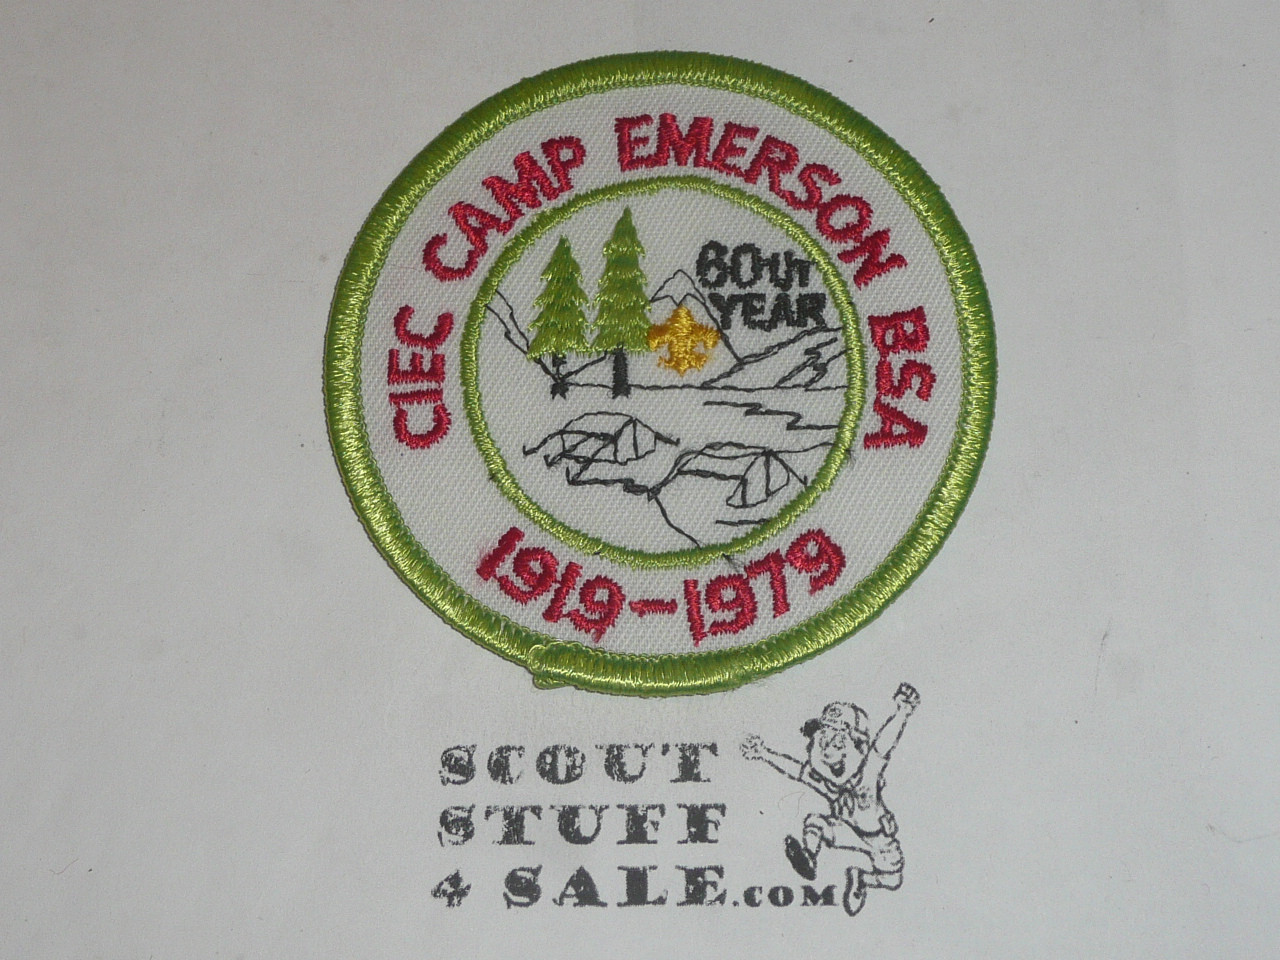 CIEC CAMP EMERSON BSA
60TH
YEAR
1919-1979
SCOUT
STUFF
4 SALE.COM